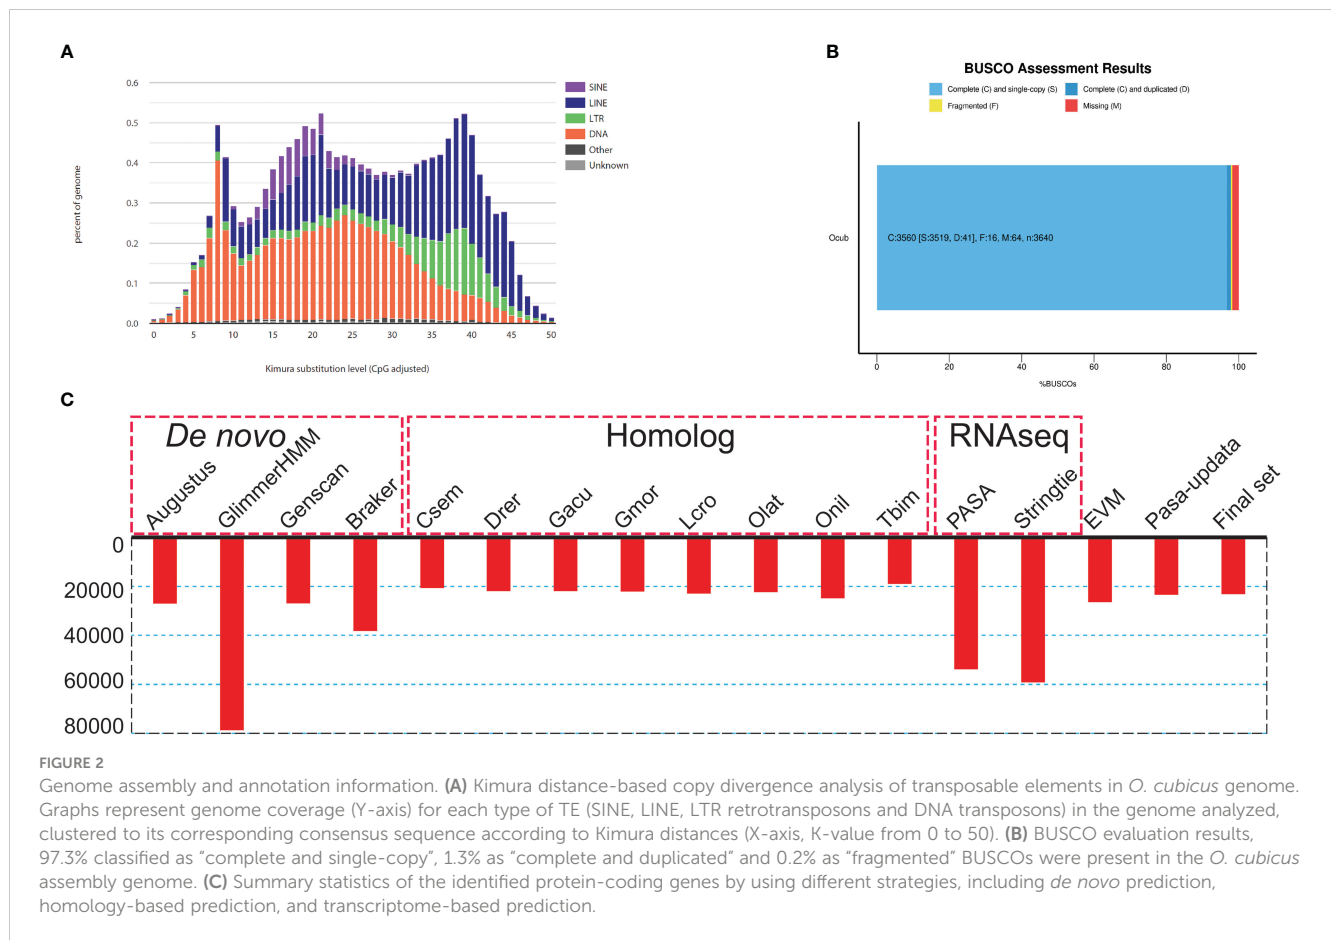 A
0.6
0.5
0.4
0.3
0.2
0.1
0.0
percent of genome
0 5 10 15 20 25 30 35 40 45 50
Kimura substitution level (CpG adjusted)
SINE
LINE
LTR
DNA
Other
Unknown
B
BUSCO Assessment Results
Complete (C) and single-copy (S) Complete (C) and duplicated (D)
Fragmented (F) Missing (M)
Ocub
C:3560 [S:3519, D:41], F:16, M:64, n:3640
0 20 40 60 80 100
%BUSCOs
C
De novo Homolog RNAseq
Augustus GlimmerHMM Genscan Braker Csem Drer Gacu Gmor Lcro Olat Onil Tbim PASA Stringtie EVM Pasa-updata Final set
0
20000
40000
60000
80000
FIGURE 2
Genome assembly and annotation information. (A) Kimura distance-based copy divergence analysis of transposable elements in O. cubicus genome.
Graphs represent genome coverage (Y-axis) for each type of TE (SINE, LINE, LTR retrotransposons and DNA transposons) in the genome analyzed,
clustered to its corresponding consensus sequence according to Kimura distances (X-axis, K-value from 0 to 50). (B) BUSCO evaluation results,
97.3% classified as “complete and single-copy”, 1.3% as “complete and duplicated” and 0.2% as “fragmented” BUSCOs were present in the O. cubicus
assembly genome. (C) Summary statistics of the identified protein-coding genes by using different strategies, including de novo prediction,
homology-based prediction, and transcriptome-based prediction.